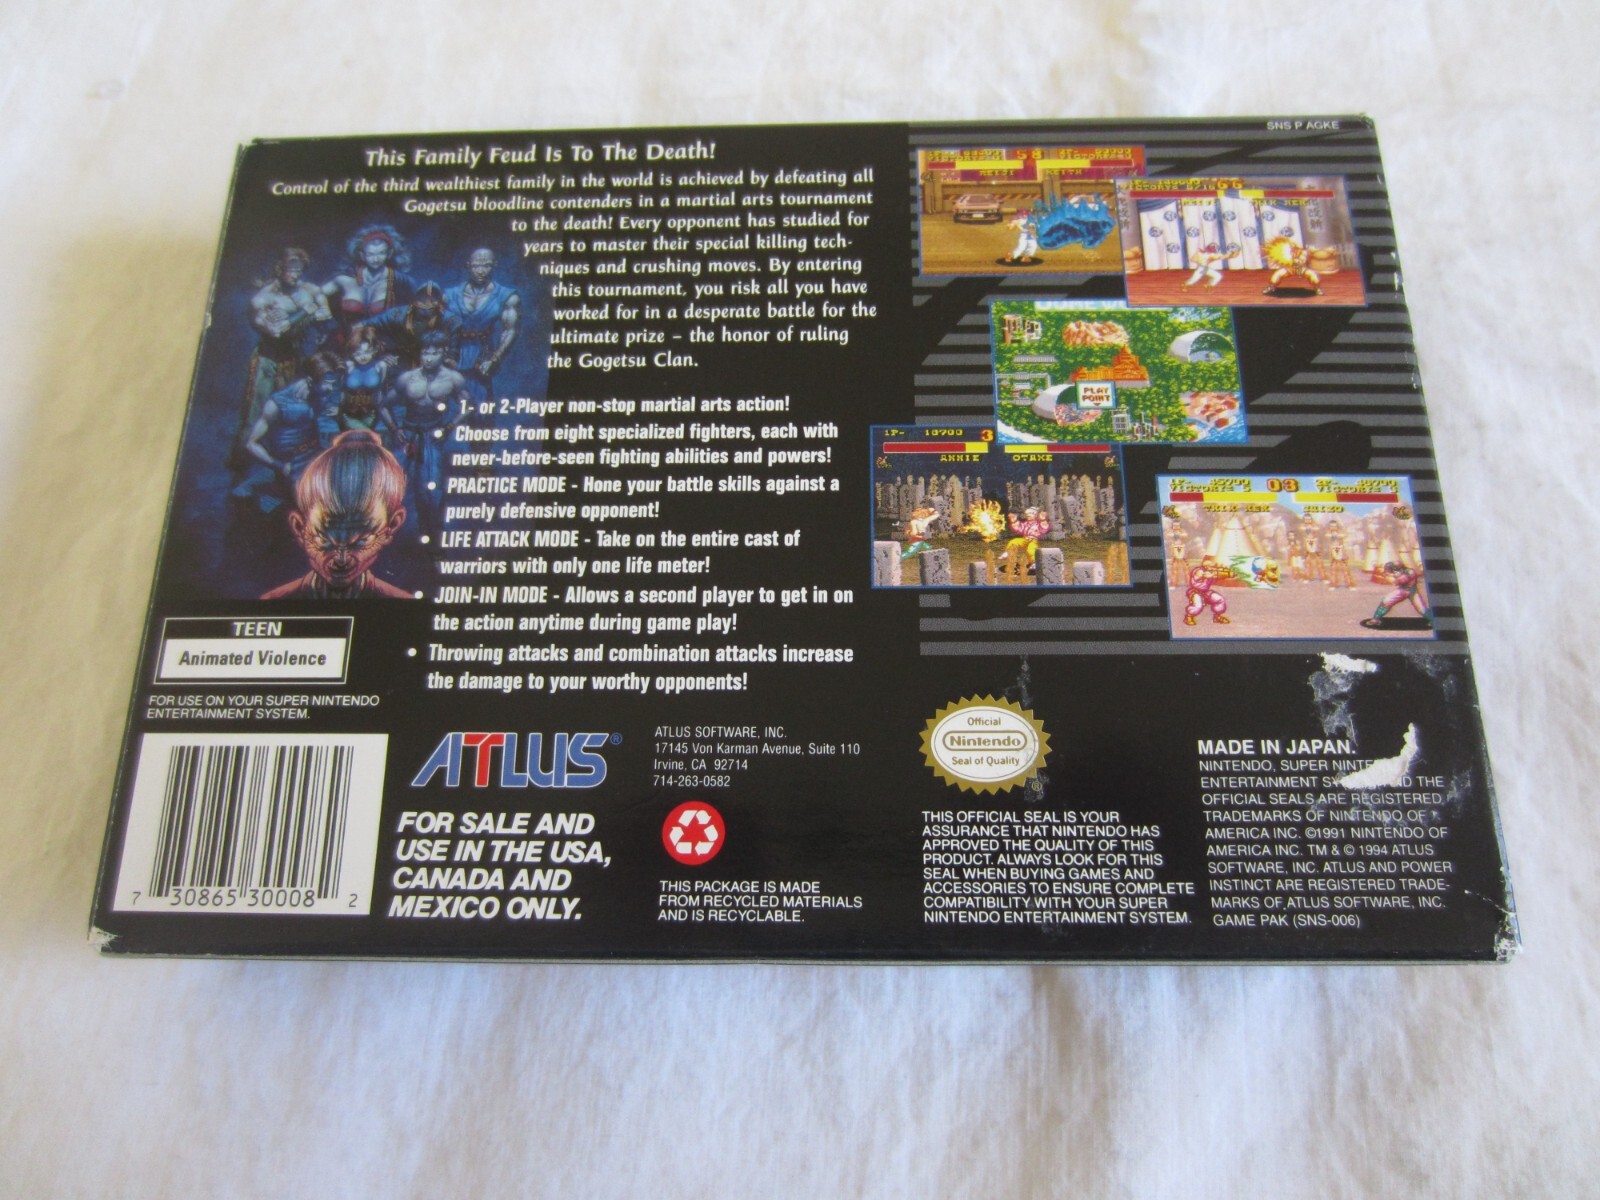 SNS P AGKE
This Family Feud Is To The Death!
Control of the third wealthiest family in the world is achieved by defeating all
Gogetsu bloodline contenders in a martial arts tournament
to the death! Every opponent has studied for
years to master their special killing tech-
niques and crushing moves. By entering
this tournament, you risk all you have
worked for in a desperate battle for the
ultimate prize – the honor of ruling
the Gogetsu Clan.
• 1- or 2-Player non-stop martial arts action!
• Choose from eight specialized fighters, each with
never-before-seen fighting abilities and powers!
• PRACTICE MODE - Hone your battle skills against a
purely defensive opponent!
• LIFE ATTACK MODE - Take on the entire cast of
warriors with only one life meter!
• JOIN-IN MODE - Allows a second player to get in on
the action anytime during game play!
• Throwing attacks and combination attacks increase
the damage to your worthy opponents!
58
REIJI KEITH
66
PLAY
POINT
1P- 18700 3
ANNIE OTANE
03
TEEN
Animated Violence
FOR USE ON YOUR SUPER NINTENDO
ENTERTAINMENT SYSTEM.
7 30865 30008 2
ATLUS®
ATLUS SOFTWARE, INC.
17145 Von Karman Avenue, Suite 110
Irvine, CA 92714
714-263-0582
FOR SALE AND
USE IN THE USA,
CANADA AND
MEXICO ONLY.
THIS PACKAGE IS MADE
FROM RECYCLED MATERIALS
AND IS RECYCLABLE.
Official
Nintendo
Seal of Quality
®
THIS OFFICIAL SEAL IS YOUR
ASSURANCE THAT NINTENDO HAS
APPROVED THE QUALITY OF THIS
PRODUCT. ALWAYS LOOK FOR THIS
SEAL WHEN BUYING GAMES AND
ACCESSORIES TO ENSURE COMPLETE
COMPATIBILITY WITH YOUR SUPER
NINTENDO ENTERTAINMENT SYSTEM.
MADE IN JAPAN.
NINTENDO, SUPER
ENTERTAINMENT THE
OFFICIAL SEALS ARE REGISTERED
TRADEMARKS OF NINTENDO OF
AMERICA INC. ©1991 NINTENDO OF
AMERICA INC. TM & © 1994 ATLUS
SOFTWARE, INC. ATLUS AND POWER
INSTINCT ARE REGISTERED TRADE-
MARKS OF ATLUS SOFTWARE, INC.
GAME PAK (SNS-006)